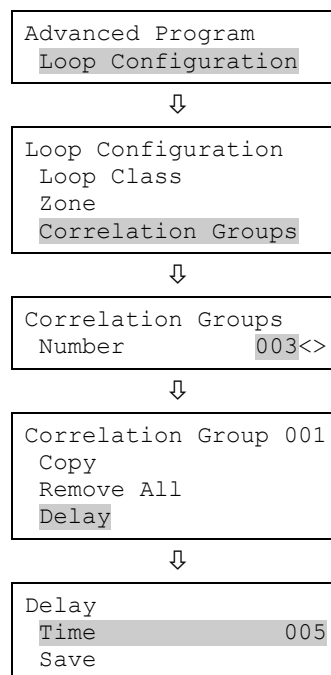 Advanced Program
Loop Configuration
⇩
Loop Configuration
Loop Class
Zone
Correlation Groups
⇩
Correlation Groups
Number 003<>
⇩
Correlation Group 001
Copy
Remove All
Delay
⇩
Delay
Time 005
Save